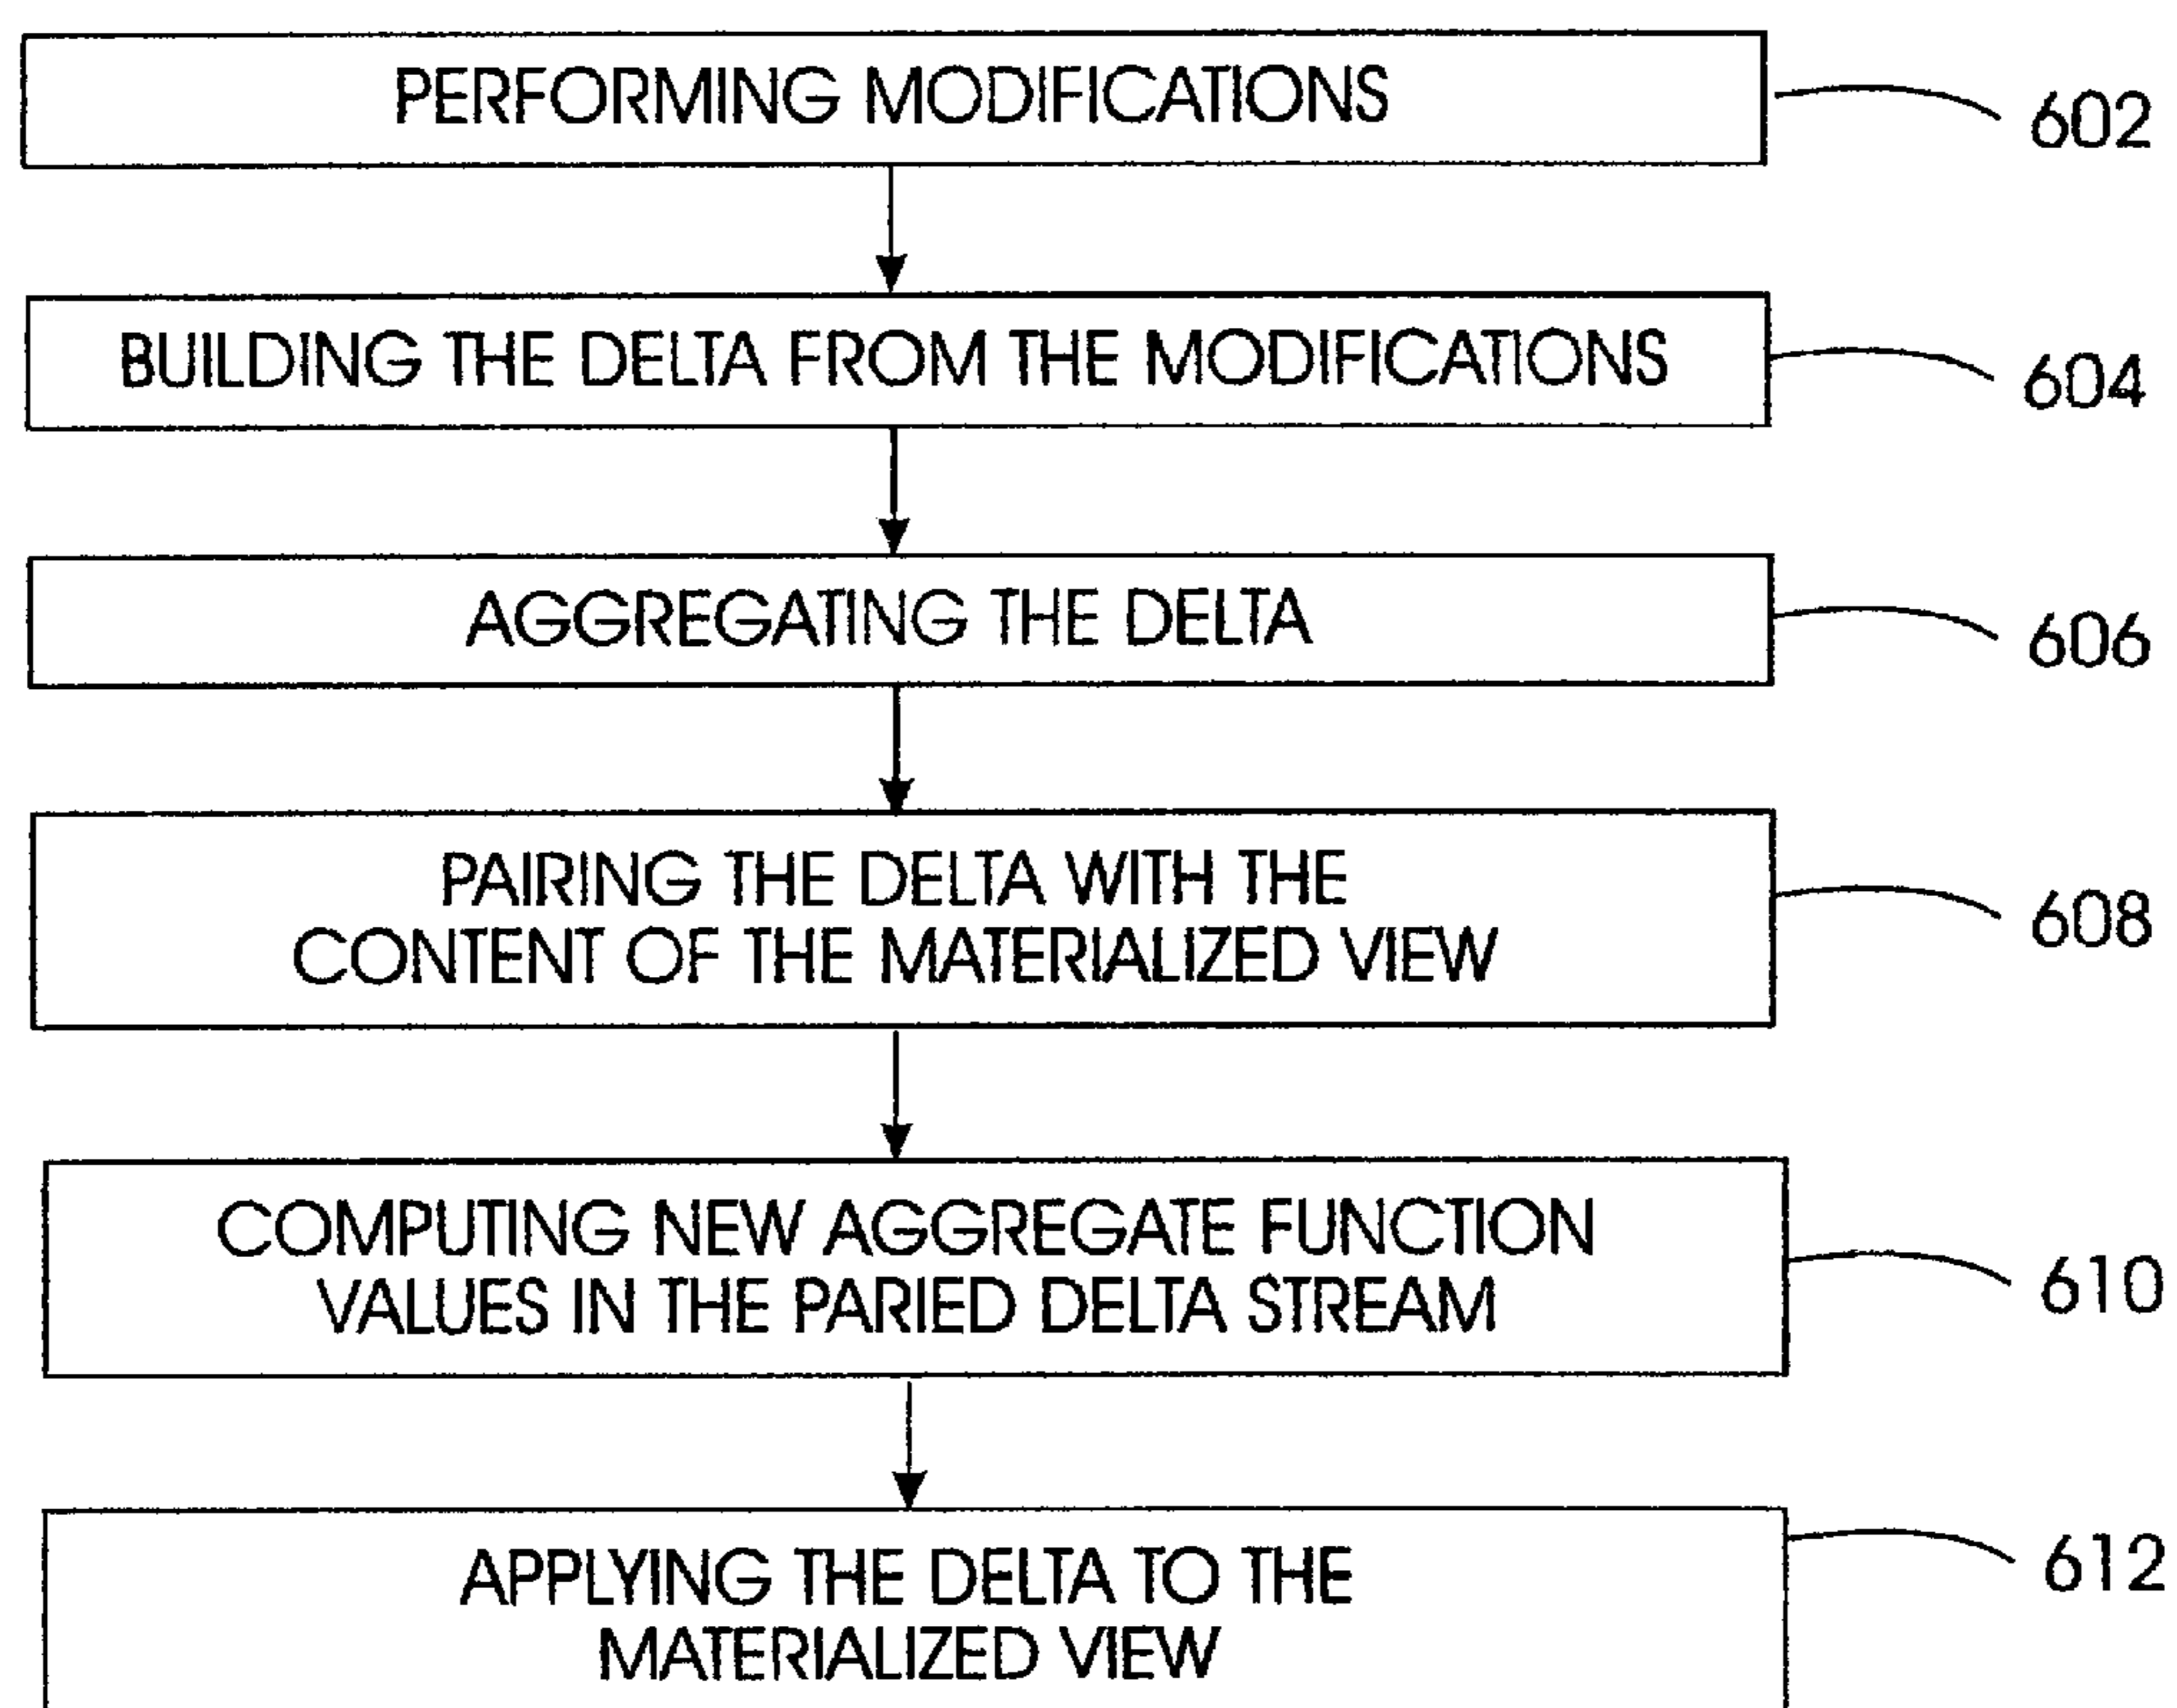 PERFORMING MODIFICATIONS
602
BUILDING THE DELTA FROM THE MODIFICATIONS
604
AGGREGATING THE DELTA
606
PAIRING THE DELTA WITH THE
CONTENT OF THE MATERIALIZED VIEW
608
COMPUTING NEW AGGREGATE FUNCTION
VALUES IN THE PARIED DELTA STREAM
610
APPLYING THE DELTA TO THE
MATERIALIZED VIEW
612